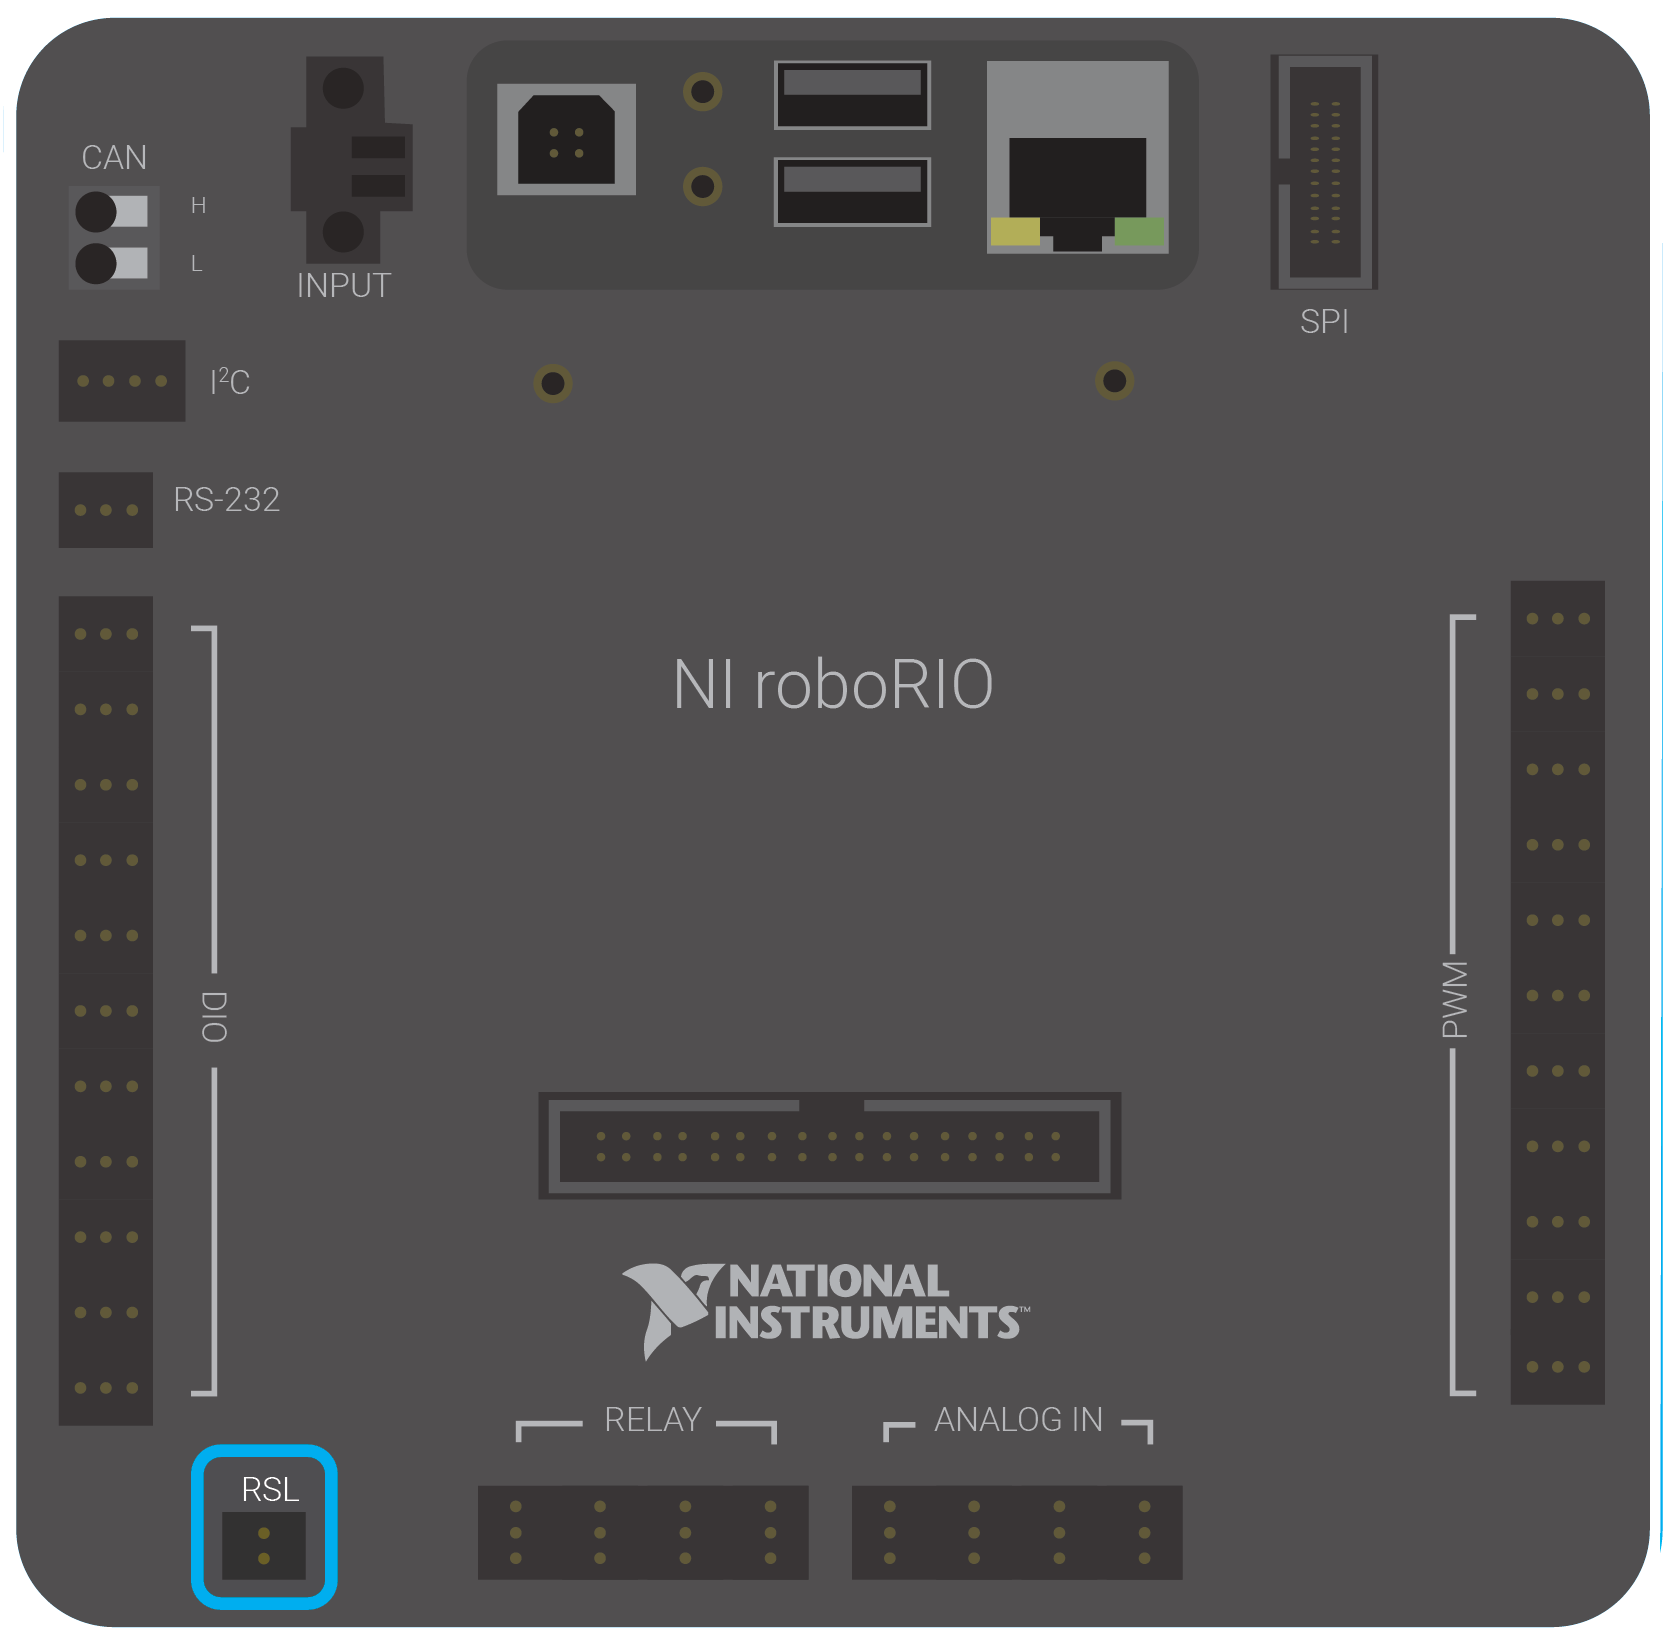 CAN
H
L
INPUT
SPI
I²C
RS-232
NI roboRIO
DIO
PWM
NATIONAL
INSTRUMENTS™
RELAY
ANALOG IN
RSL